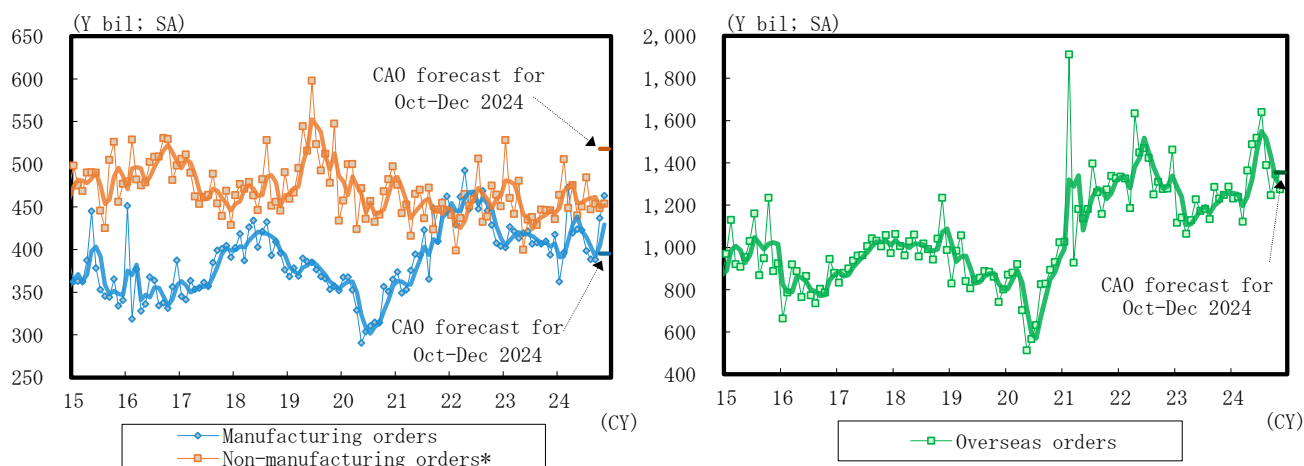 (Y bil; SA)
650
600
550
500
450
400
350
300
250
CAO forecast for
Oct-Dec 2024
CAO forecast for
Oct-Dec 2024
15 16 17 18 19 20 21 22 23 24
(CY)
Manufacturing orders
Non-manufacturing orders*
(Y bil; SA)
2,000
1,800
1,600
1,400
1,200
1,000
800
600
400
CAO forecast for
Oct-Dec 2024
15 16 17 18 19 20 21 22 23 24
(CY)
Overseas orders